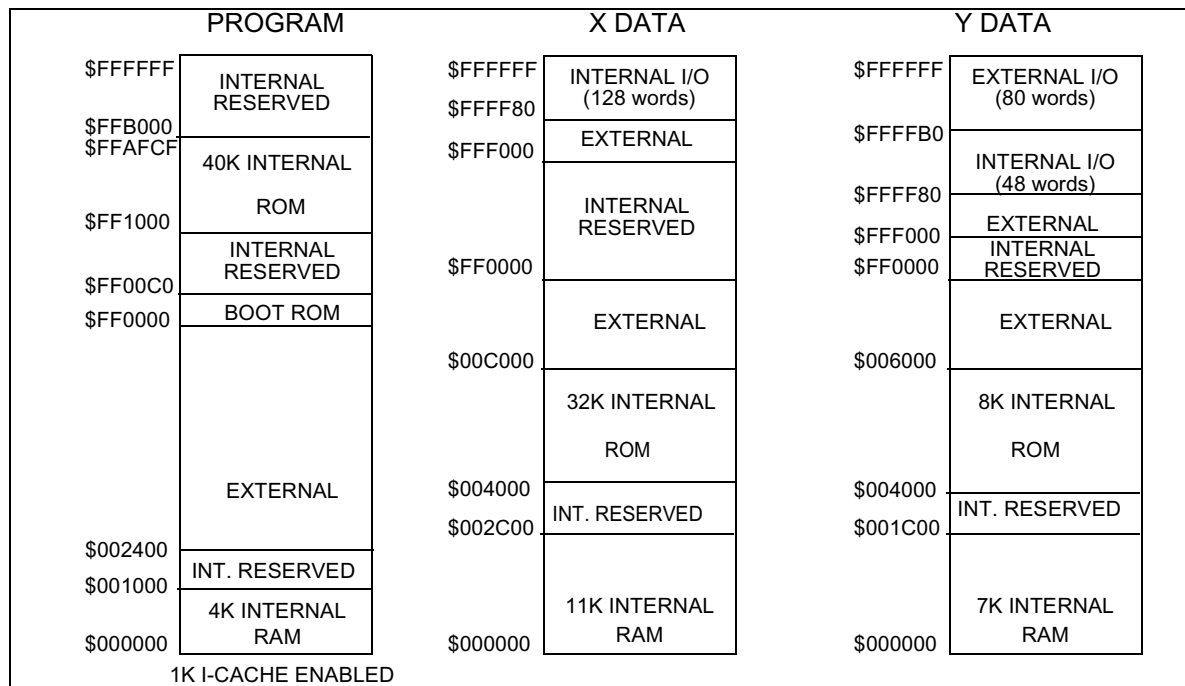 PROGRAM
$FFFFFF
INTERNAL
RESERVED
$FFB000
$FFAFCF
40K INTERNAL
ROM
$FF1000
INTERNAL
RESERVED
$FF00C0
BOOT ROM
$FF0000
EXTERNAL
$002400
INT. RESERVED
$001000
4K INTERNAL
RAM
$000000
1K I-CACHE ENABLED
X DATA
$FFFFFF
INTERNAL I/O
(128 words)
$FFFF80
EXTERNAL
$FFF000
INTERNAL
RESERVED
$FF0000
EXTERNAL
$00C000
32K INTERNAL
ROM
$004000
INT. RESERVED
$002C00
11K INTERNAL
RAM
$000000
Y DATA
$FFFFFF
EXTERNAL I/O
(80 words)
$FFFFB0
INTERNAL I/O
(48 words)
$FFFF80
EXTERNAL
$FFF000
INTERNAL
RESERVED
$FF0000
EXTERNAL
$006000
8K INTERNAL
ROM
$004000
INT. RESERVED
$001C00
7K INTERNAL
RAM
$000000